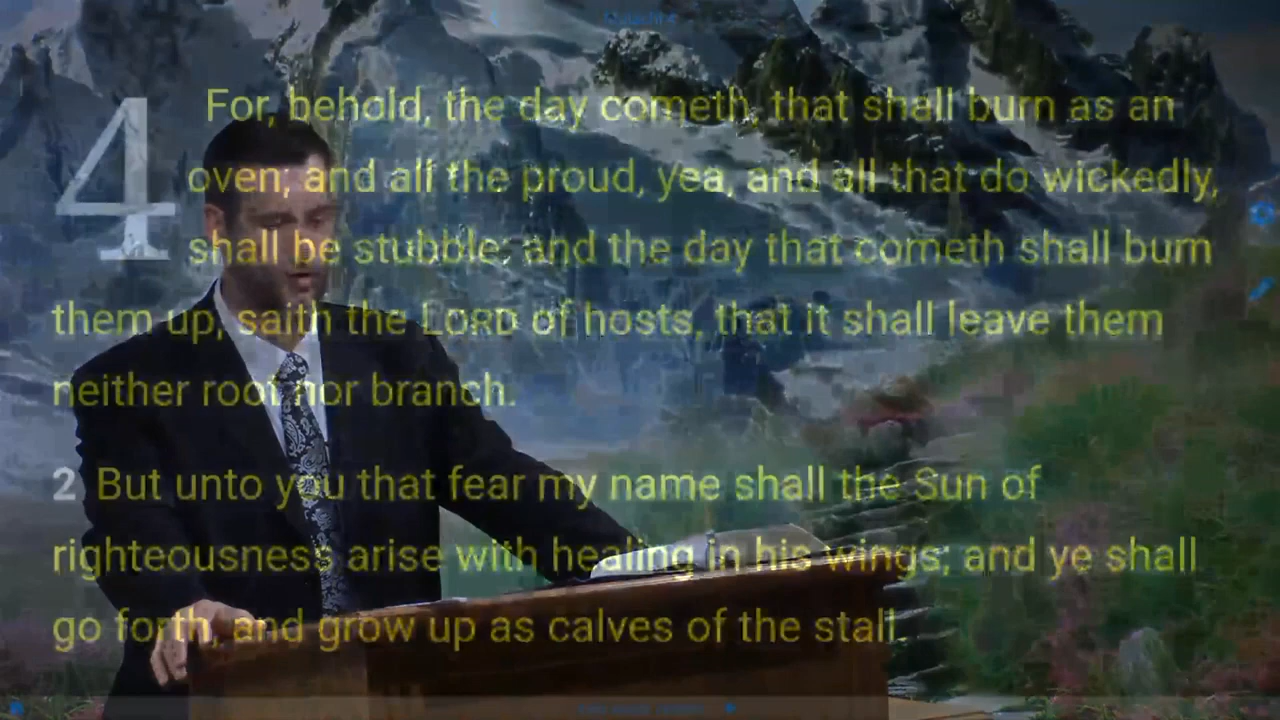 Malachi 4
4 For, behold, the day cometh, that shall burn as an
oven; and all the proud, yea, and all that do wickedly,
shall be stubble: and the day that cometh shall burn
them up, saith the LORD of hosts, that it shall leave them
neither root nor branch.
2 But unto you that fear my name shall the Sun of
righteousness arise with healing in his wings; and ye shall
go forth, and grow up as calves of the stall.